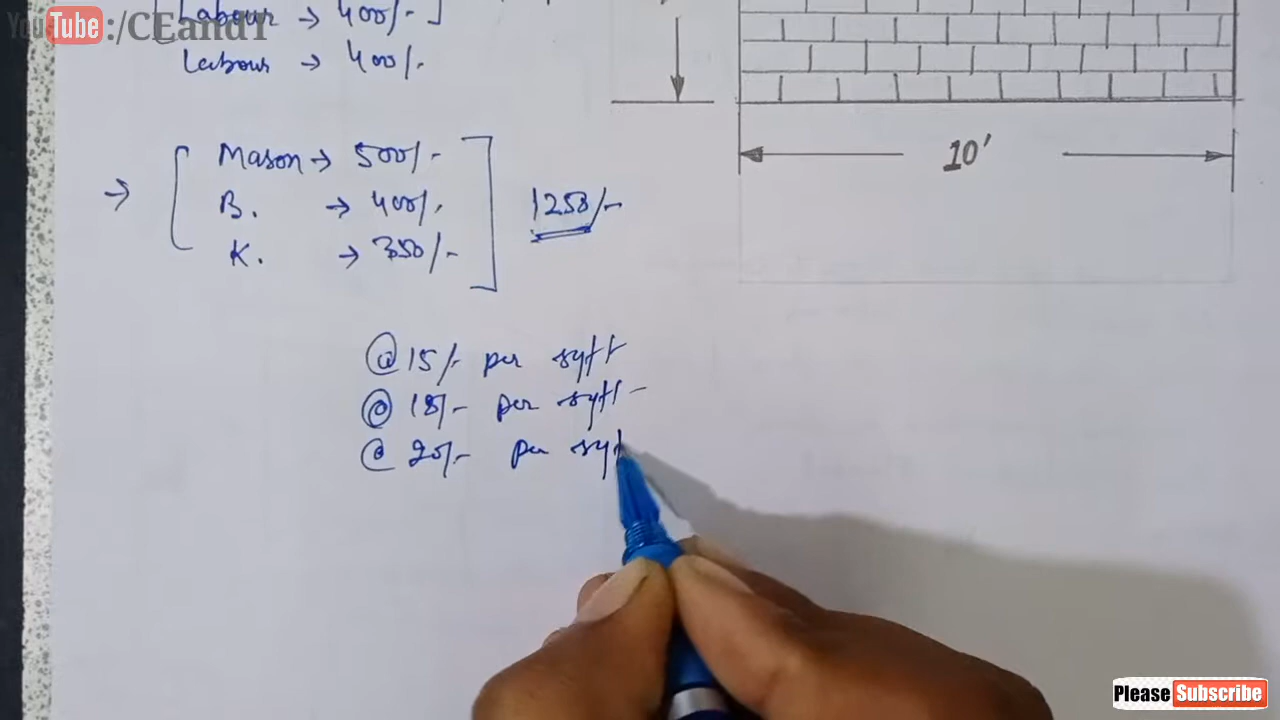 YouTube:/CEandT
[Labour → 400/-]
Labour → 400/-
Mason → 500/-
B. → 400/-
K. → 350/-
1250/-
10'
@ 15/- per sqft
@ 18/- per sqft
@ 20/- per sqf
Please Subscribe